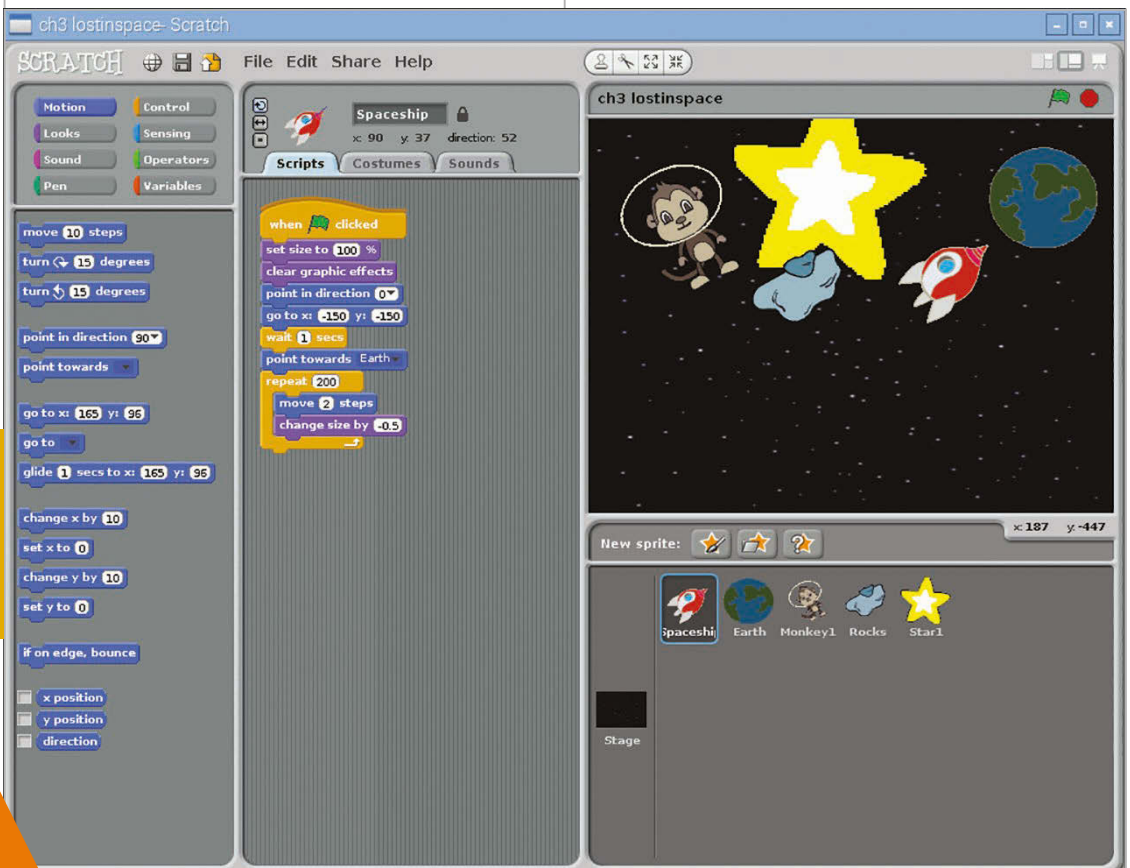 ch3 lostinspace- Scratch
SCRATCH File Edit Share Help
Motion Control
Looks Sensing
Sound Operators
Pen Variables
move 10 steps
turn 15 degrees
turn 15 degrees
point in direction 90
point towards
go to x: 165 y: 96
go to
glide 1 secs to x: 165 y: 96
change x by 10
set x to 0
change y by 10
set y to 0
if on edge, bounce
x position
y position
direction
Spaceship
x: 90 y: 37 direction: 52
Scripts Costumes Sounds
when clicked
set size to 100 %
clear graphic effects
point in direction 0
go to x: -150 y: -150
wait 1 secs
point towards Earth
repeat 200
move 2 steps
change size by -0.5
ch3 lostinspace
x: 187 y: -447
New sprite:
Spaceshi Earth Monkey1 Rocks Star1
Stage